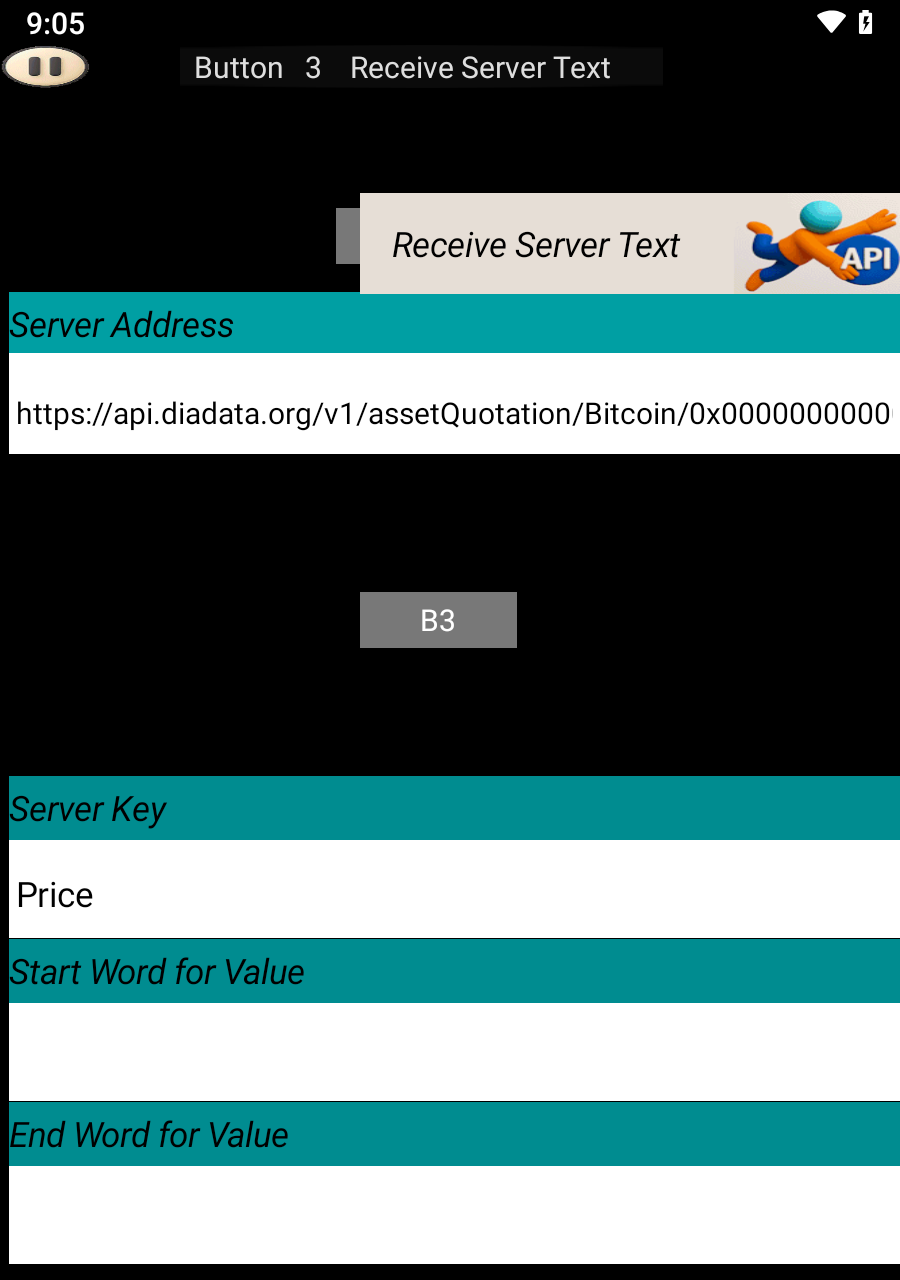 9:05
Button 3 Receive Server Text
Receive Server Text
API
Server Address
https://api.diadata.org/v1/assetQuotation/Bitcoin/0x0000000000
B3
Server Key
Price
Start Word for Value
End Word for Value